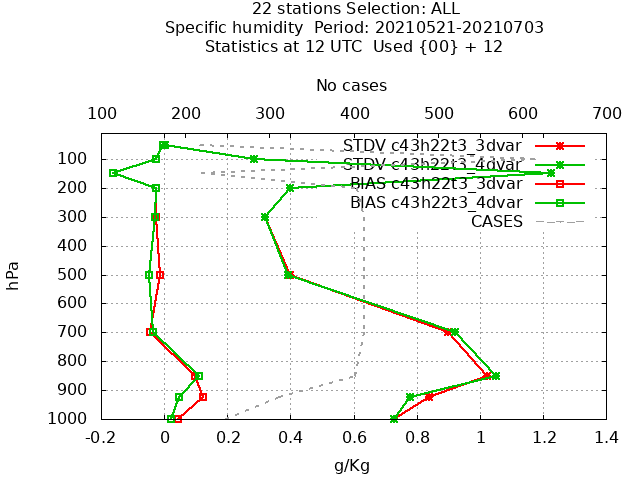 22 stations Selection: ALL
Specific humidity  Period: 20210521-20210703
Statistics at 12 UTC  Used {00} + 12
No cases
100 200 300 400 500 600 700
STDV c43h22t3_3dvar
STDV c43h22t3_4dvar
BIAS c43h22t3_3dvar
BIAS c43h22t3_4dvar
CASES
hPa
100
200
300
400
500
600
700
800
900
1000
-0.2 0 0.2 0.4 0.6 0.8 1 1.2 1.4
g/Kg